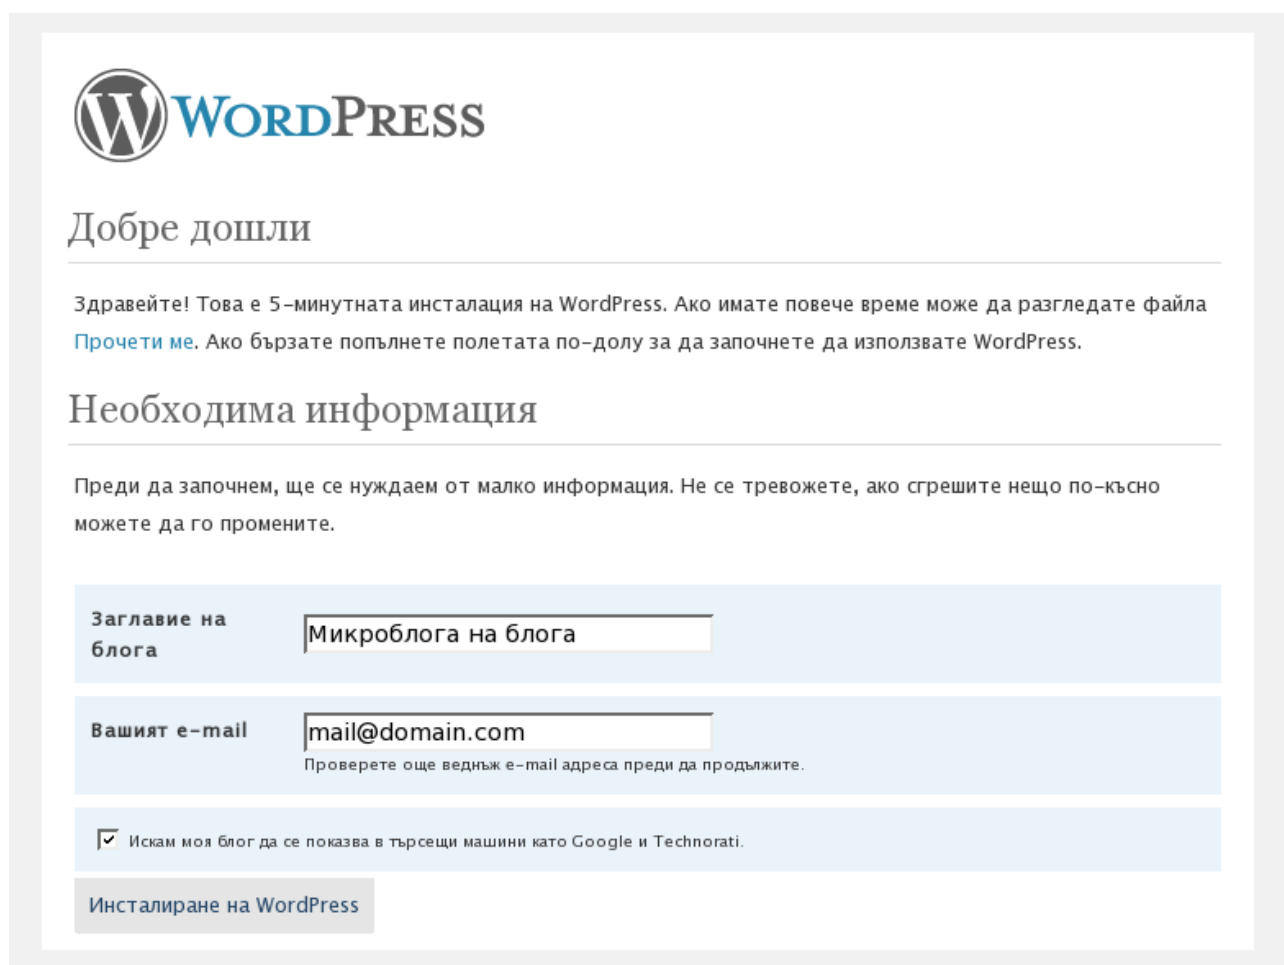 WORDPRESS
Добре дошли
Здравейте! Това е 5-минутната инсталация на WordPress. Ако имате повече време може да разгледате файла
Прочети ме. Ако бързате попълнете полетата по-долу за да започнете да използвате WordPress.
Необходима информация
Преди да започнем, ще се нуждаем от малко информация. Не се тревожете, ако сгрешите нещо по-късно
можете да го промените.
Заглавие на
блога
Микроблога на блога
Вашият e-mail
mail@domain.com
Проверете още веднъж e-mail адреса преди да продължите.
Искам моя блог да се показва в търсещи машини като Google и Technorati.
Инсталиране на WordPress